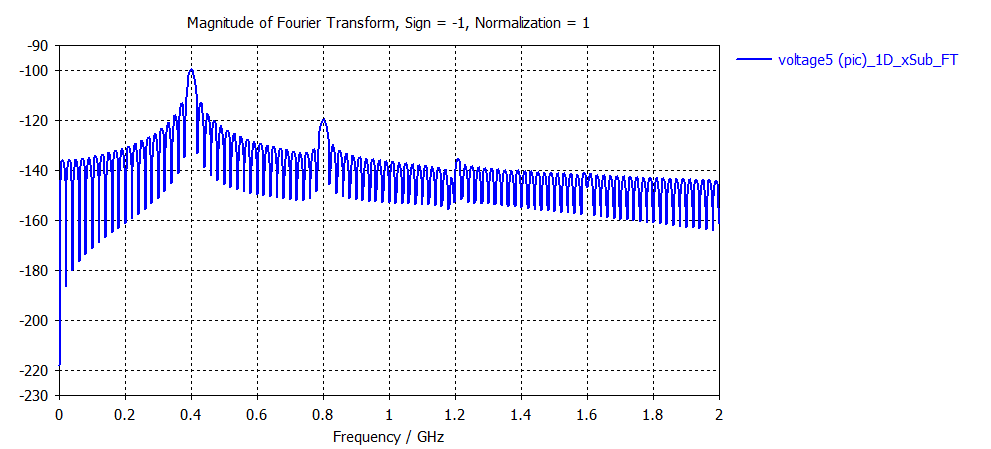 Magnitude of Fourier Transform, Sign = -1, Normalization = 1
voltage5 (pic)_1D_xSub_FT
-90
-100
-120
-140
-160
-180
-200
-220
-230
0 0.2 0.4 0.6 0.8 1 1.2 1.4 1.6 1.8 2
Frequency / GHz